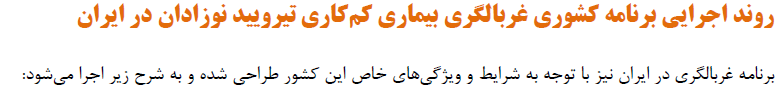 روند اجرایی برنامه کشوری غربالگری بیماری کم‌کاری تیرویید نوزادان در ایران
برنامه غربالگری در ایران نیز با توجه به شرایط و ویژگی‌های خاص این کشور طراحی شده و به شرح زیر اجرا می‌شود: